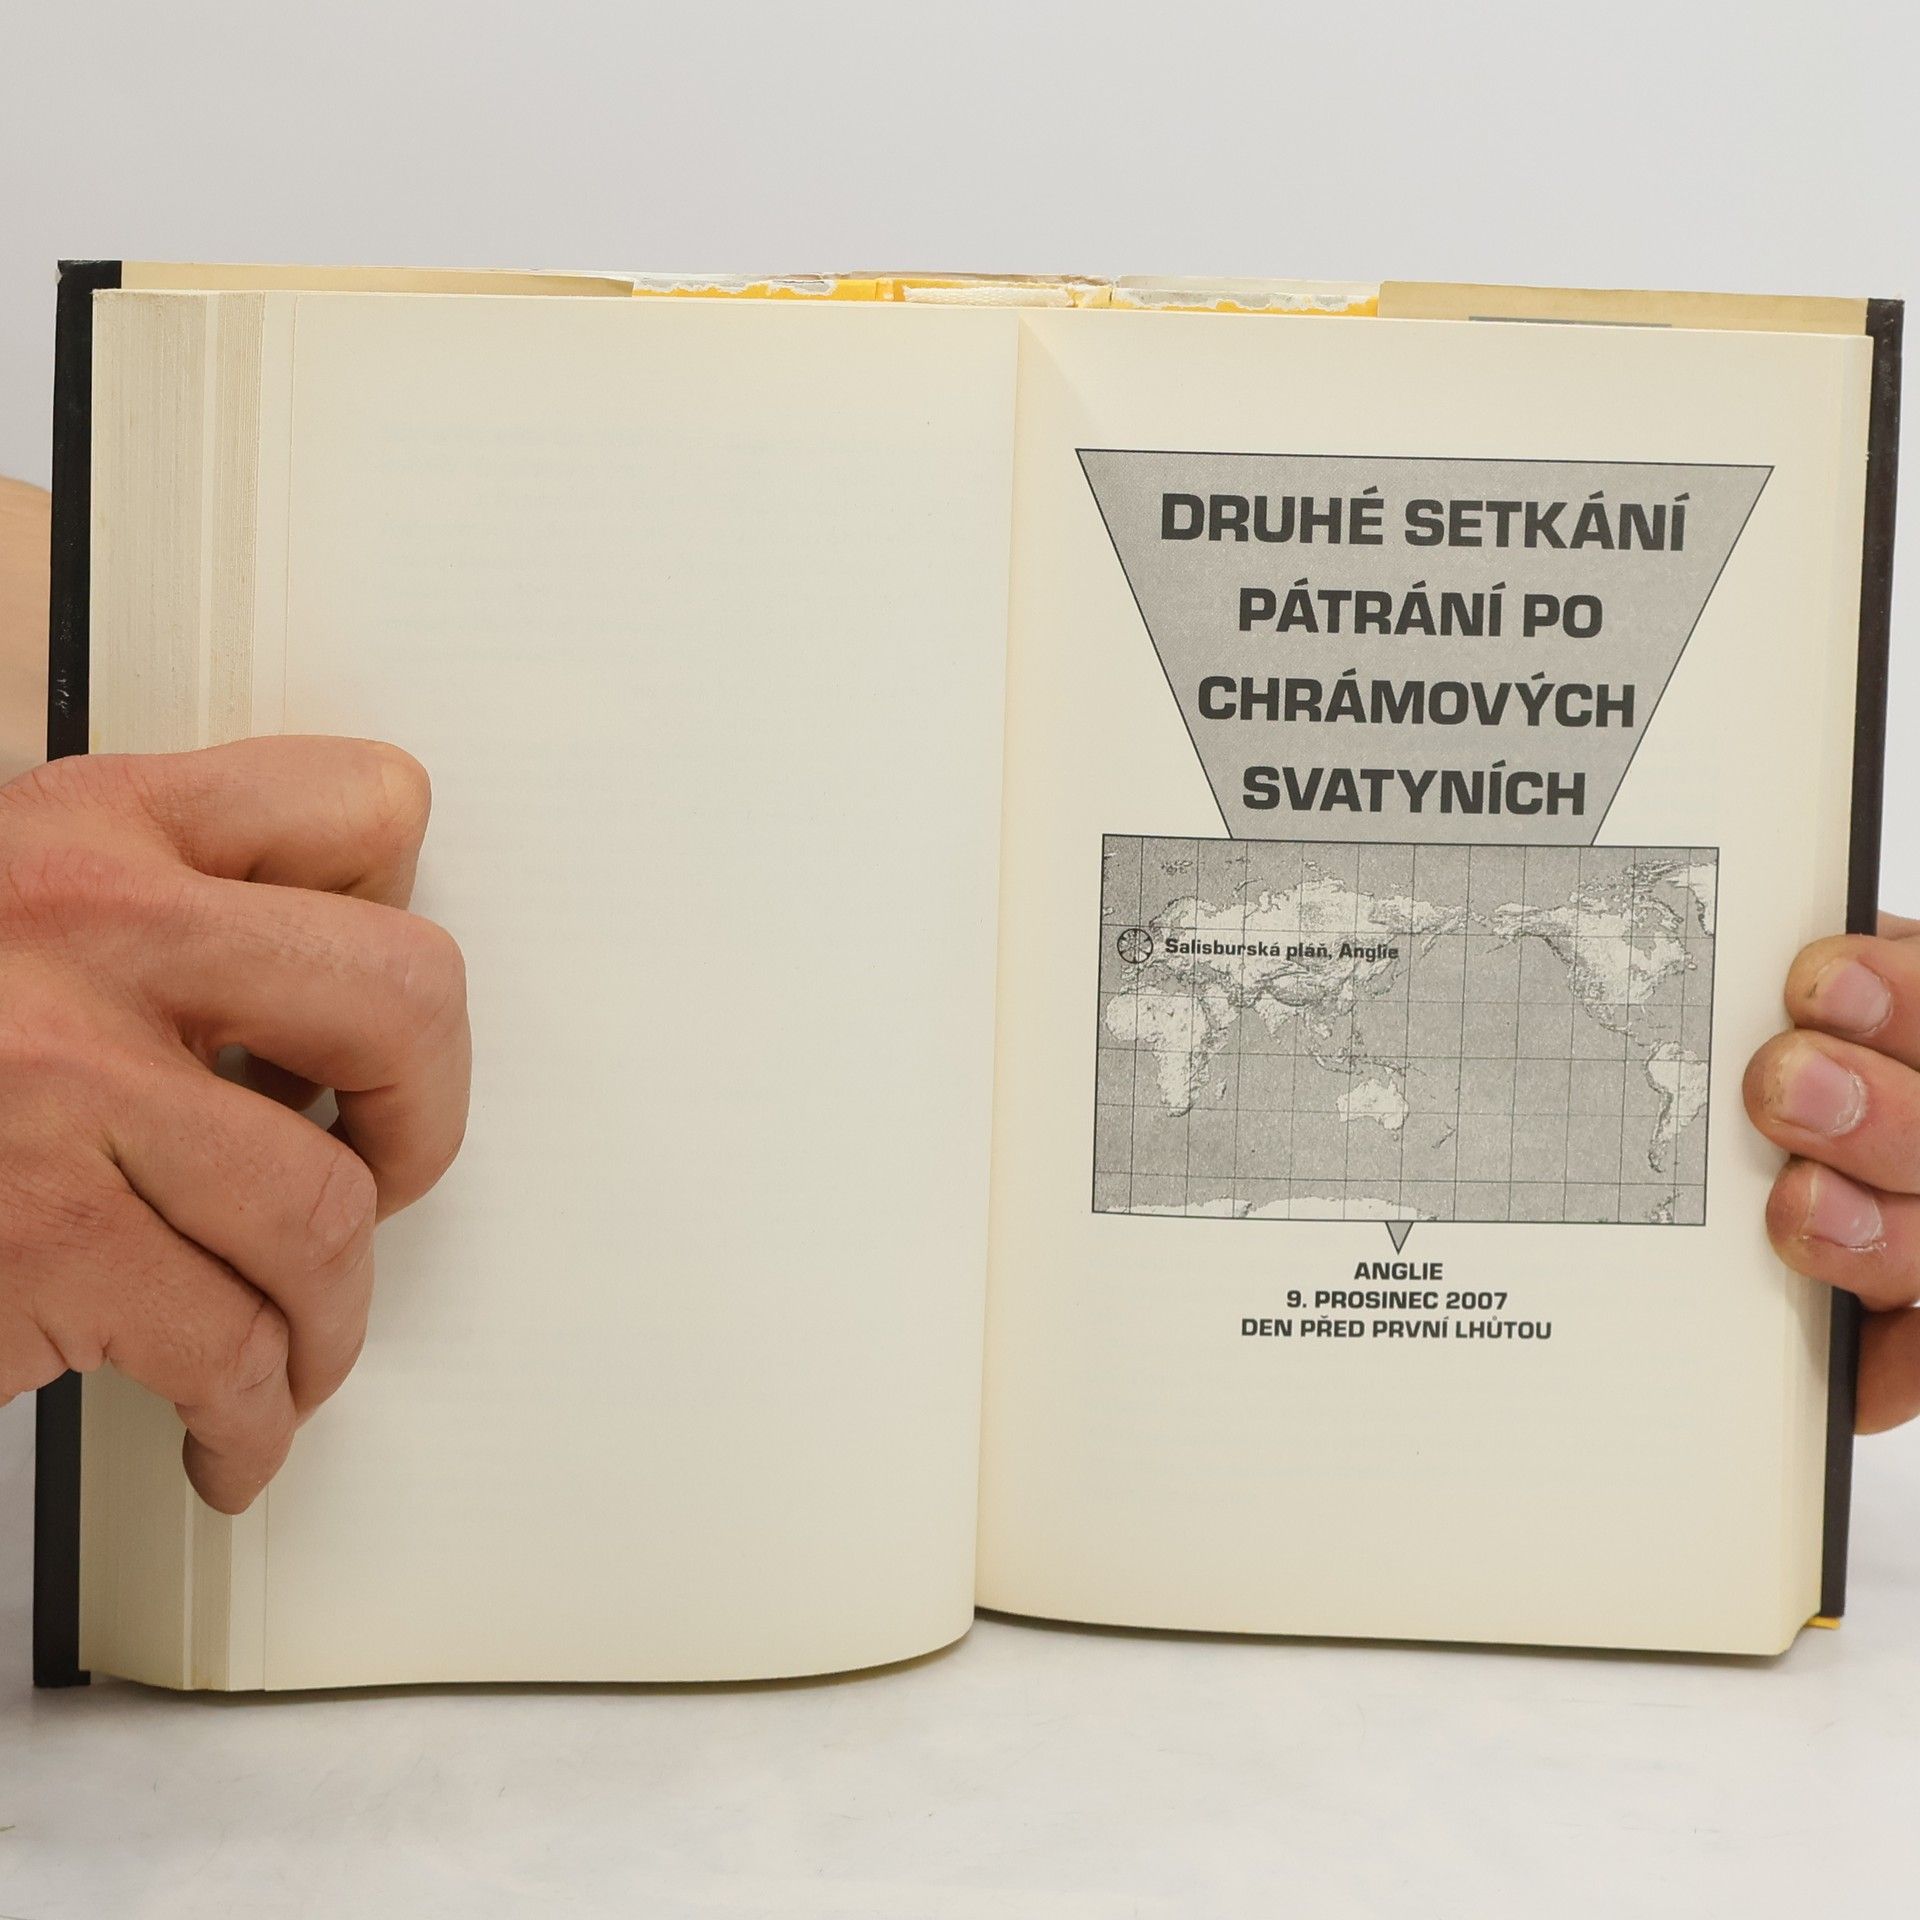 DRUHÉ SETKÁNÍ
PÁTRÁNÍ PO
CHRÁMOVÝCH
SVATYNÍCH
Salisburská pláň, Anglie
ANGLIE
9. PROSINEC 2007
DEN PŘED PRVNÍ LHŮTOU